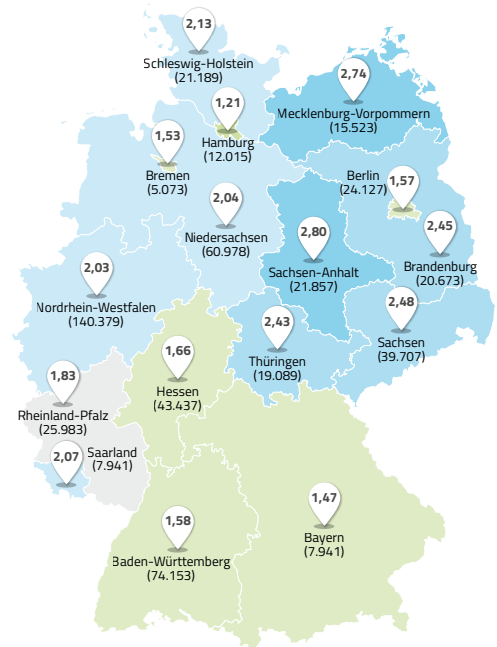 2,13
Schleswig-Holstein
(21.189)
2,74
Mecklenburg-Vorpommern
(15.523)
1,21
Hamburg
(12.015)
1,53
Bremen
(5.073)
Berlin
(24.127)
1,57
2,04
Niedersachsen
(60.978)
2,80
Sachsen-Anhalt
(21.857)
2,45
Brandenburg
(20.673)
2,03
Nordrhein-Westfalen
(140.379)
2,43
Thüringen
(19.089)
2,48
Sachsen
(39.707)
1,66
Hessen
(43.437)
1,83
Rheinland-Pfalz
(25.983)
2,07
Saarland
(7.941)
1,47
Bayern
(7.941)
1,58
Baden-Württemberg
(74.153)